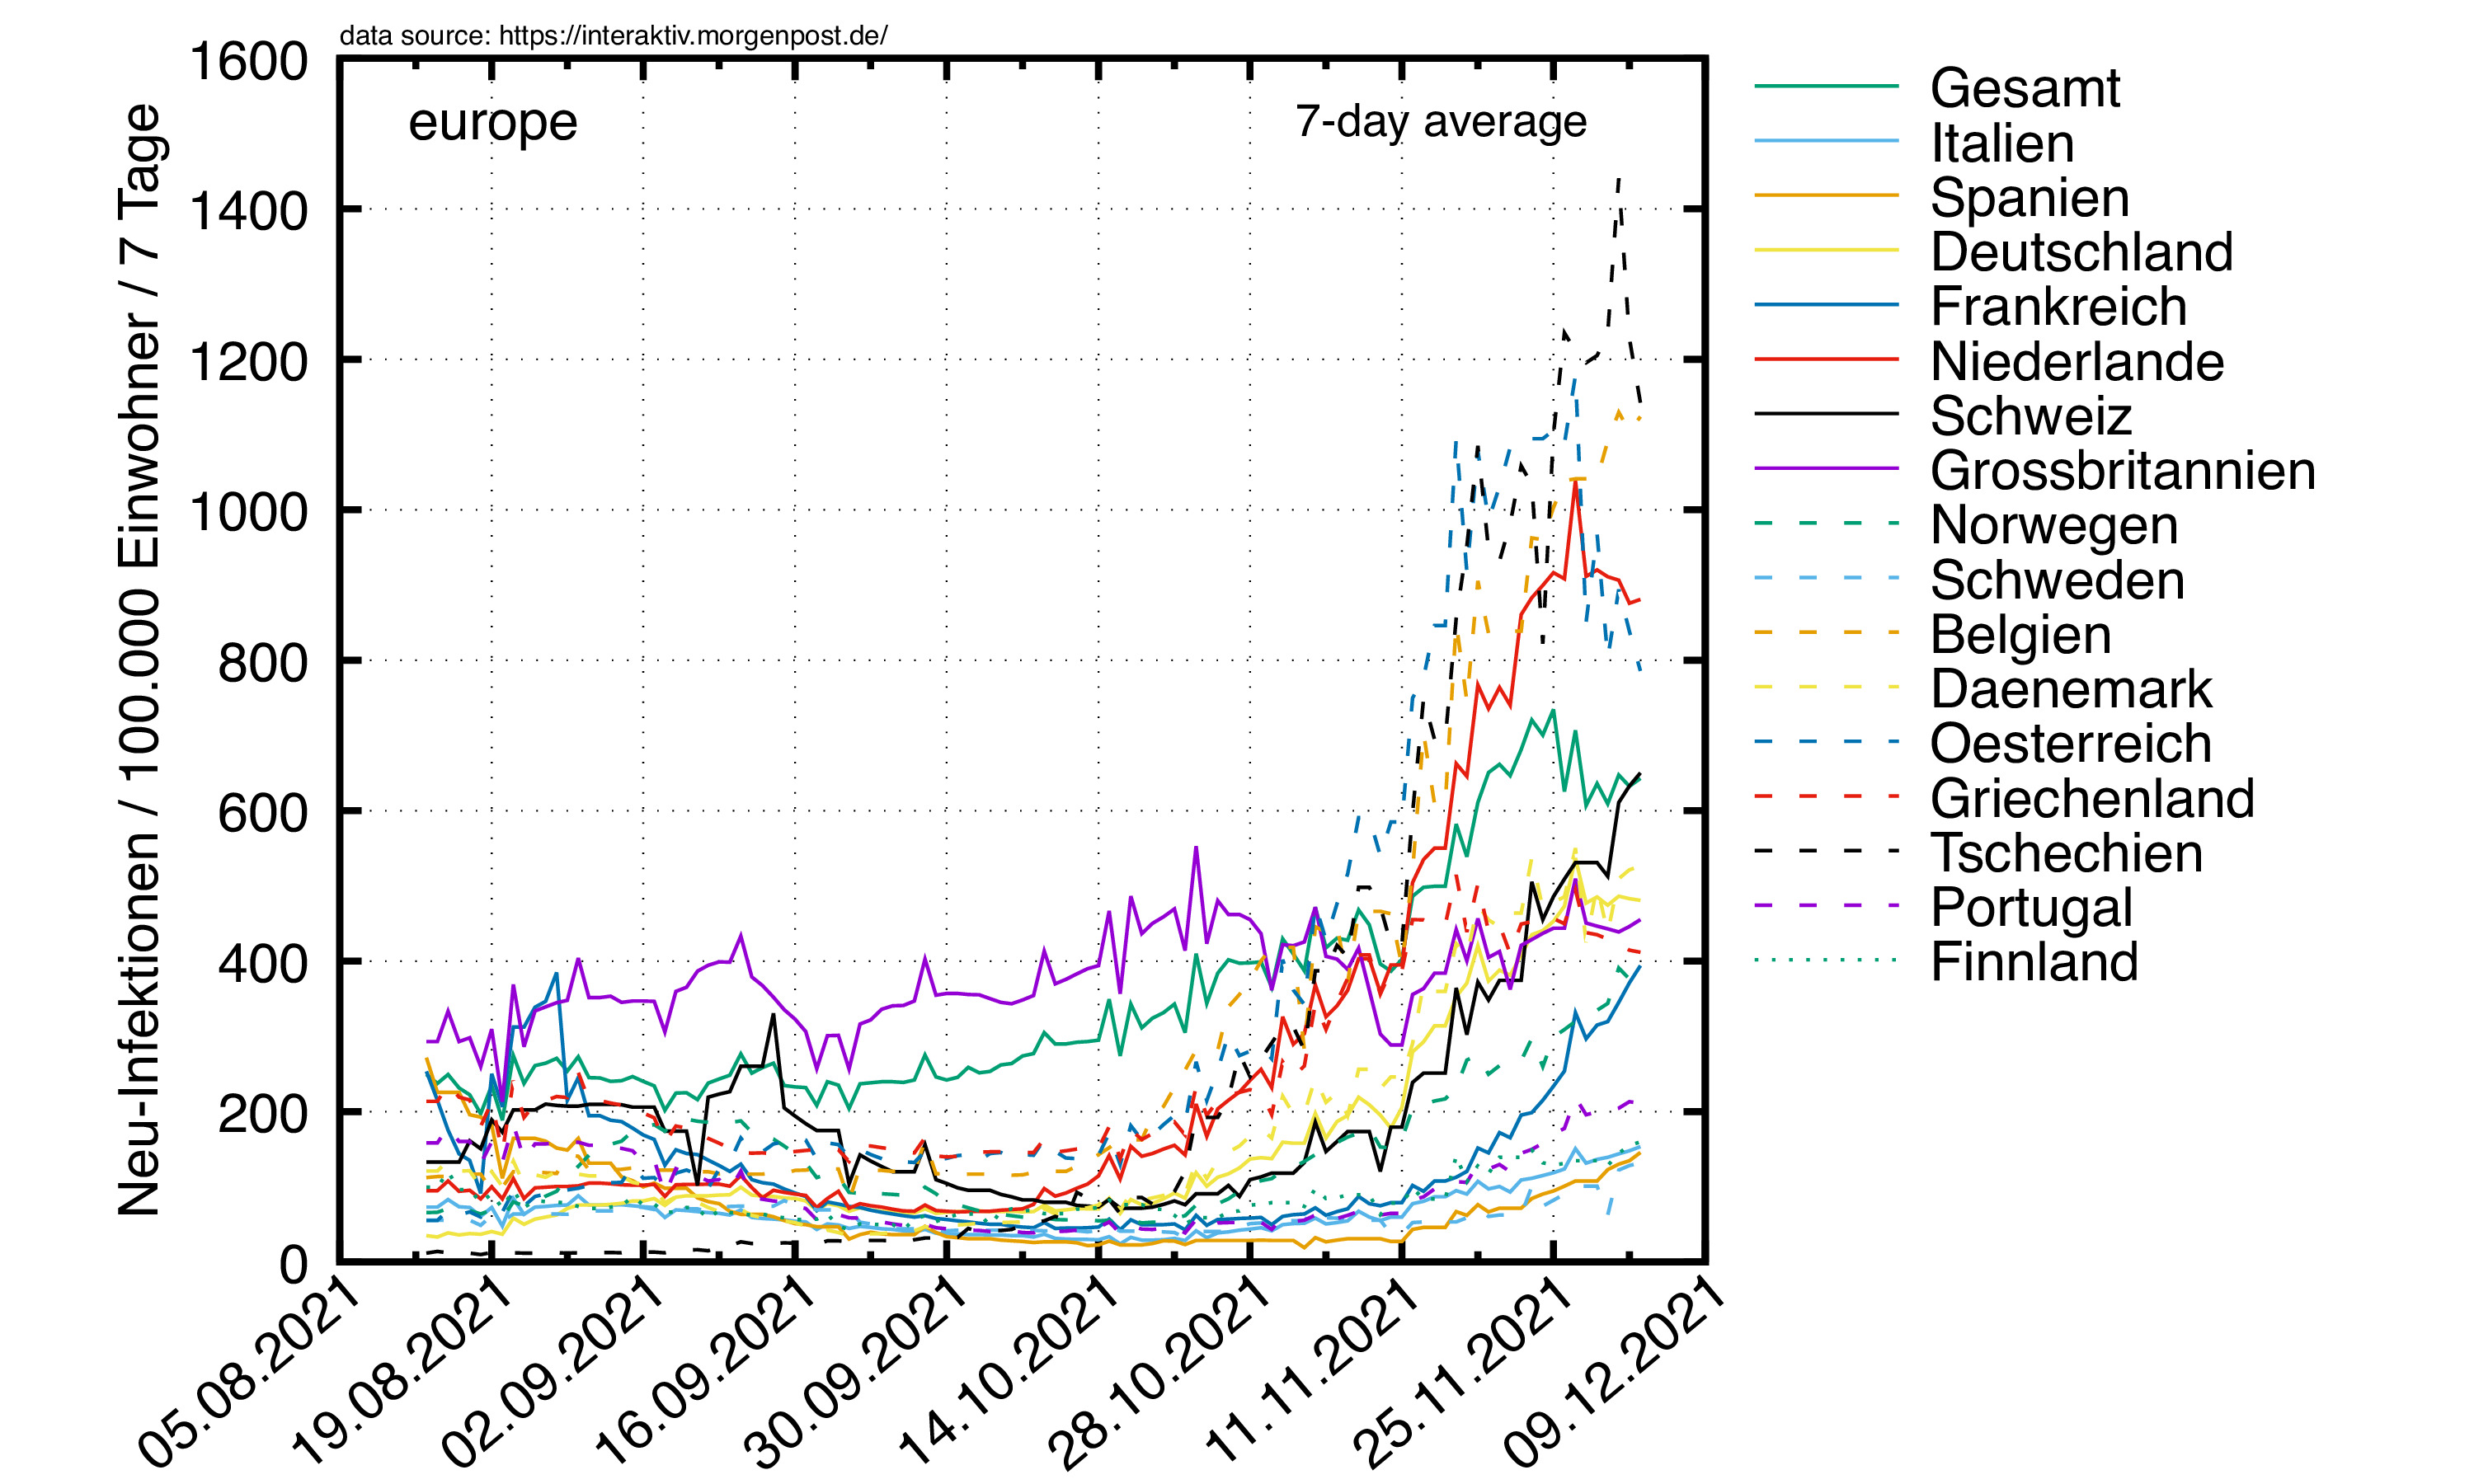 data source: https://interaktiv.morgenpost.de/
europe
7-day average
Neu-Infektionen / 100.000 Einwohner / 7 Tage
1600
1400
1200
1000
800
600
400
200
0
05.08.2021
19.08.2021
02.09.2021
16.09.2021
30.09.2021
14.10.2021
28.10.2021
11.11.2021
25.11.2021
09.12.2021
Gesamt
Italien
Spanien
Deutschland
Frankreich
Niederlande
Schweiz
Grossbritannien
Norwegen
Schweden
Belgien
Daenemark
Oesterreich
Griechenland
Tschechien
Portugal
Finnland